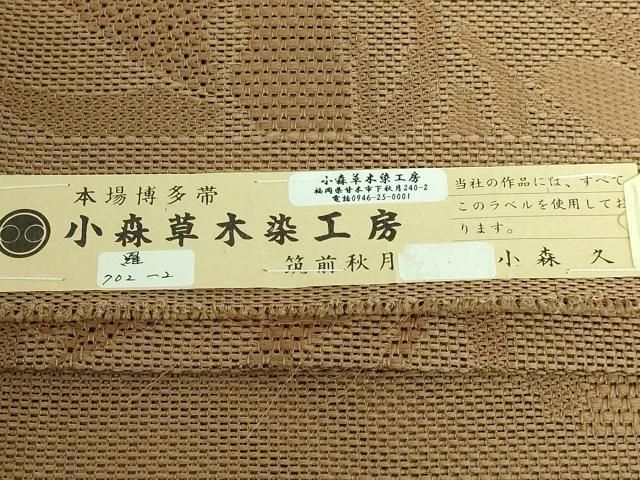 本場博多帯
小森草木染工房
羅
702-2
筑前秋月
小森久
小森草木染工房
福岡県甘木市下秋月240-2
電話0946-25-0001
当社の作品には、すべて
このラベルを使用してお
ります。